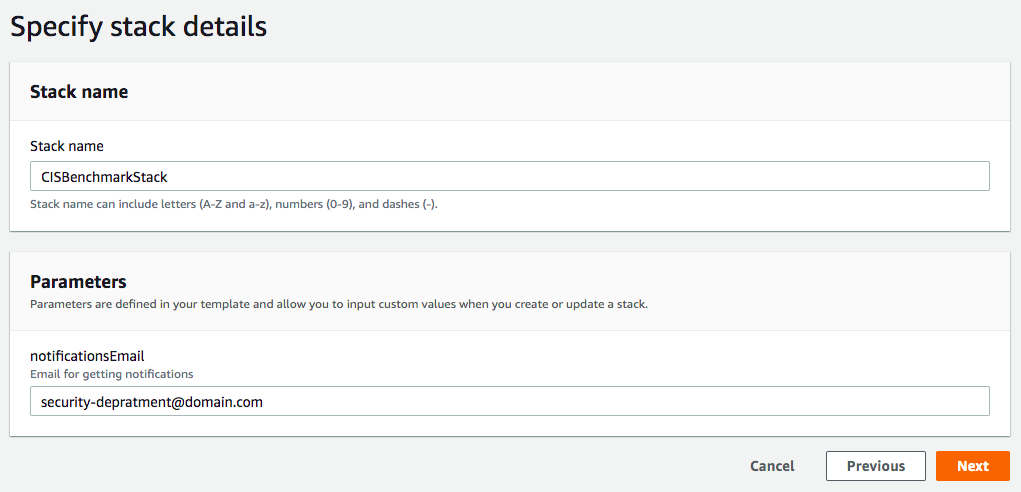 Specify stack details
Stack name
Stack name
CISBenchmarkStack
Stack name can include letters (A-Z and a-z), numbers (0-9), and dashes (-).
Parameters
Parameters are defined in your template and allow you to input custom values when you create or update a stack.
notificationsEmail
Email for getting notifications
security-depratment@domain.com
Cancel Previous Next